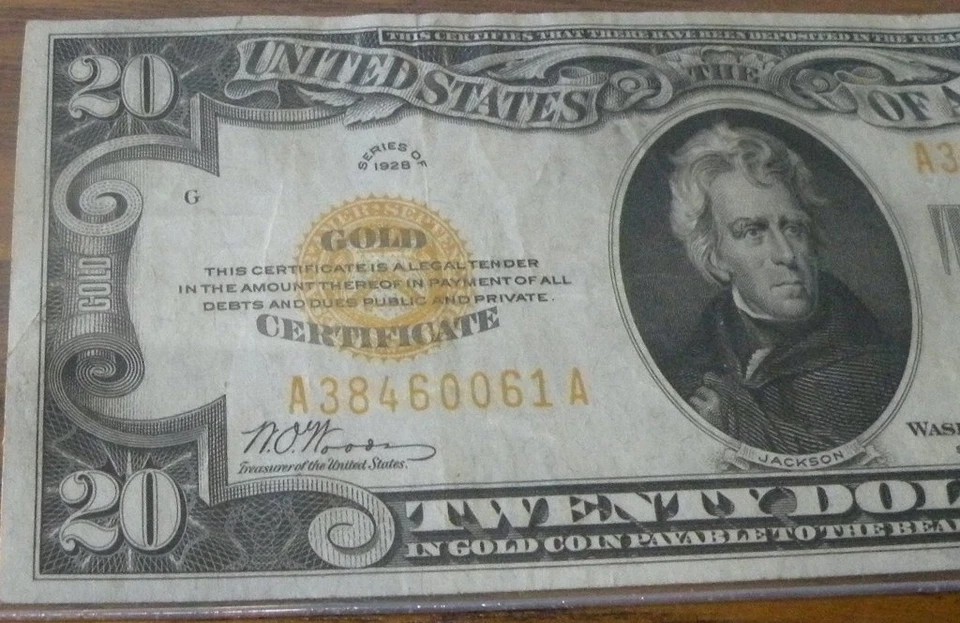 THIS CERTIFIES THAT THERE HAVE BEEN DEPOSITED IN THE TREA
20
UNITED STATES
THE
OF A
SERIES OF
1928
A3
G
GOLD
GOLD
THIS CERTIFICATE IS A LEGAL TENDER
IN THE AMOUNT THEREOF IN PAYMENT OF ALL
DEBTS AND DUES PUBLIC AND PRIVATE.
CERTIFICATE
A38460061A
W.O. Woods
Treasurer of the United States.
WASH
JACKSON
20
TWENTY DOL
IN GOLD COIN PAYABLE TO THE BEA